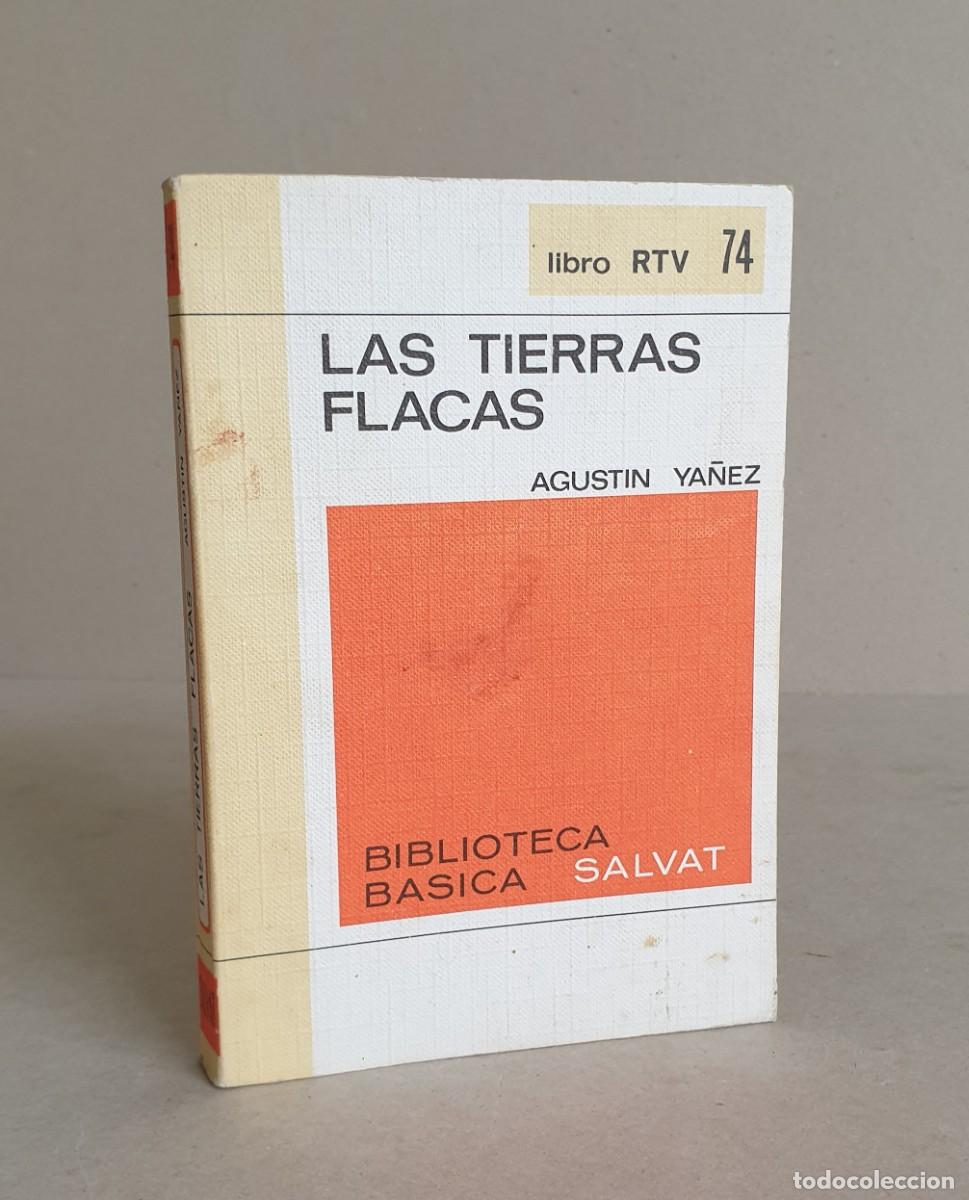 libro RTV 74
LAS TIERRAS
FLACAS
AGUSTIN YAÑEZ
BIBLIOTECA
BASICA SALVAT
LAS TIERRAS FLACAS AGUSTIN YAÑEZ
todocoleccion